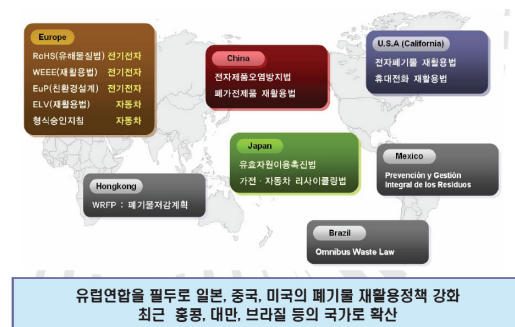 Europe
RoHS(유해물질법) 전기전자
WEEE(재활용법) 전기전자
EuP(친환경설계) 전기전자
ELV(재활용법) 자동차
형식승인지침 자동차
China
전자제품오염방지법
폐가전제품 재활용법
U.S.A (California)
전자폐기물 재활용법
휴대전화 재활용법
Japan
유효자원이용촉진법
가전 · 자동차 리사이클링법
Hongkong
WRFP : 폐기물저감계획
Mexico
Prevención y Gestión
Integral de los Residuos
Brazil
Omnibus Waste Law
유럽연합을 필두로 일본, 중국, 미국의 폐기물 재활용정책 강화
최근 홍콩, 대만, 브라질 등의 국가로 확산